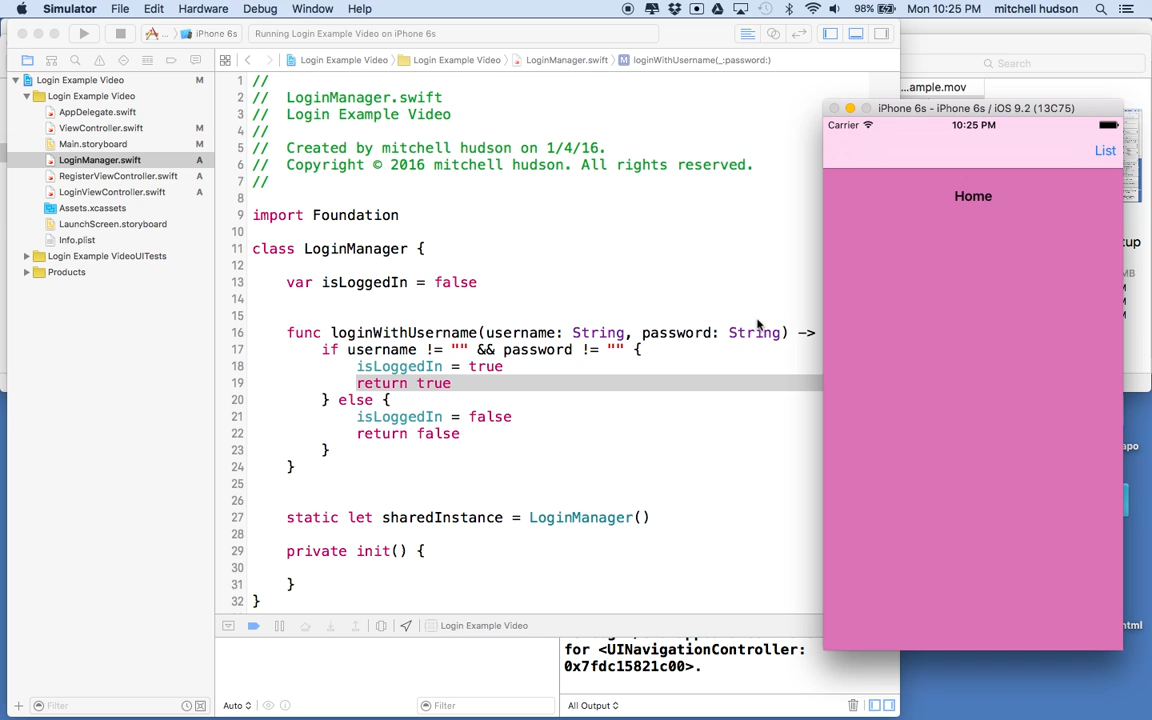 Simulator File Edit Hardware Debug Window Help 98% Mon 10:25 PM mitchell hudson
... iPhone 6s Running Login Example Video on iPhone 6s
Login Example Video Login Example Video LoginManager.swift M loginWithUsername(_:password:)
Search
...ample.mov
Login Example Video M
Login Example Video
AppDelegate.swift
ViewController.swift M
Main.storyboard M
LoginManager.swift A
RegisterViewController.swift A
LoginViewController.swift A
Assets.xcassets
LaunchScreen.storyboard
Info.plist
Login Example VideoUITests
Products
1 //
2 // LoginManager.swift
3 // Login Example Video
4 //
5 // Created by mitchell hudson on 1/4/16.
6 // Copyright © 2016 mitchell hudson. All rights reserved.
7 //
8
9 import Foundation
10
11 class LoginManager {
12
13 var isLoggedIn = false
14
15
16 func loginWithUsername(username: String, password: String) ->
17 if username != "" && password != "" {
18 isLoggedIn = true
19 return true
20 } else {
21 isLoggedIn = false
22 return false
23 }
24 }
25
26
27 static let sharedInstance = LoginManager()
28
29 private init() {
30
31 }
32 }
iPhone 6s - iPhone 6s / iOS 9.2 (13C75)
Carrier 10:25 PM
List
Home
tup
MB
apo
html
Login Example Video
for <UINavigationController:
0x7fdc15821c00>.
Filter
Auto
Filter
All Output